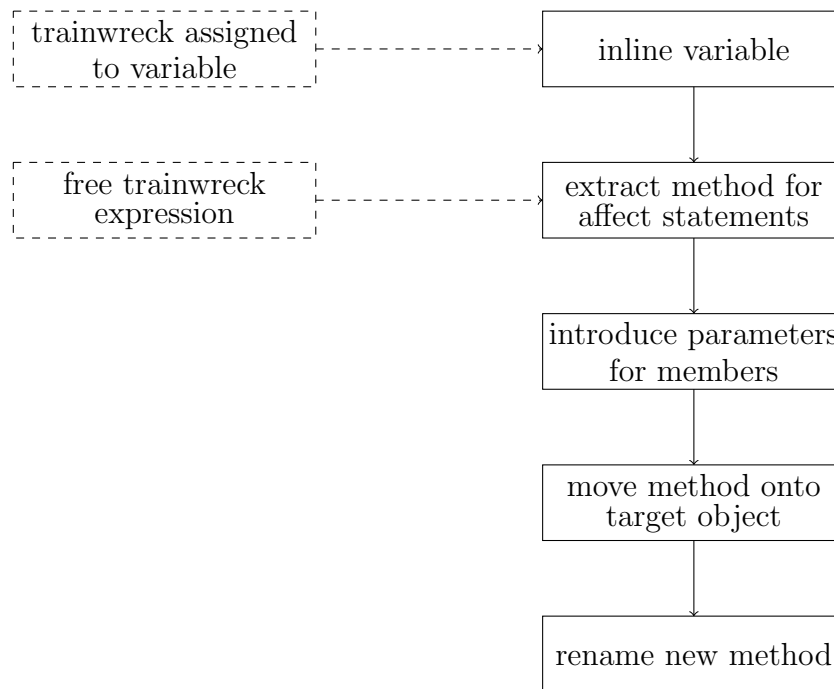 trainwreck assigned
to variable
inline variable
free trainwreck
expression
extract method for
affect statements
introduce parameters
for members
move method onto
target object
rename new method